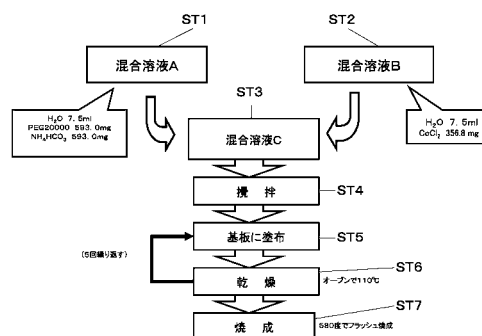 ST1
ST2
混合溶液A
混合溶液B
H₂O 7.5ml
PEG20000 593.0mg
NH₄HCO₃ 593.0mg
ST3
H₂O 7.5ml
CoCl₂ 356.8 mg
混合溶液C
攪拌
ST4
基板に塗布
ST5
(5回繰り返す)
乾燥
ST6
オーブンで110℃
焼成
ST7
580度でフラッシュ焼成